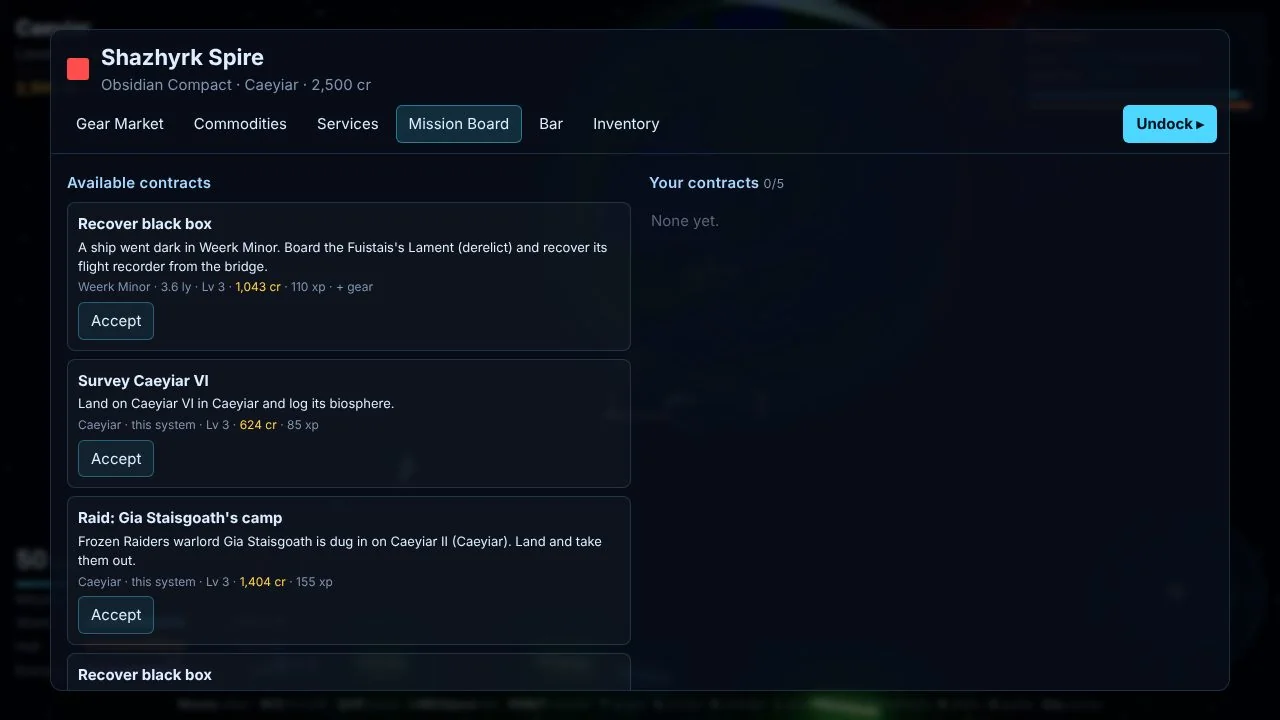 Shazhyrk Spire
Obsidian Compact · Caeyiar · 2,500 cr
Gear Market
Commodities
Services
Mission Board
Bar
Inventory
Undock ▸
Available contracts
Recover black box
A ship went dark in Weerk Minor. Board the Fuistais's Lament (derelict) and recover its
flight recorder from the bridge.
Weerk Minor · 3.6 ly · Lv 3 · 1,043 cr · 110 xp · + gear
Accept
Survey Caeyiar VI
Land on Caeyiar VI in Caeyiar and log its biosphere.
Caeyiar · this system · Lv 3 · 624 cr · 85 xp
Accept
Raid: Gia Staisgoath's camp
Frozen Raiders warlord Gia Staisgoath is dug in on Caeyiar II (Caeyiar). Land and take
them out.
Caeyiar · this system · Lv 3 · 1,404 cr · 155 xp
Accept
Recover black box
Your contracts 0/5
None yet.